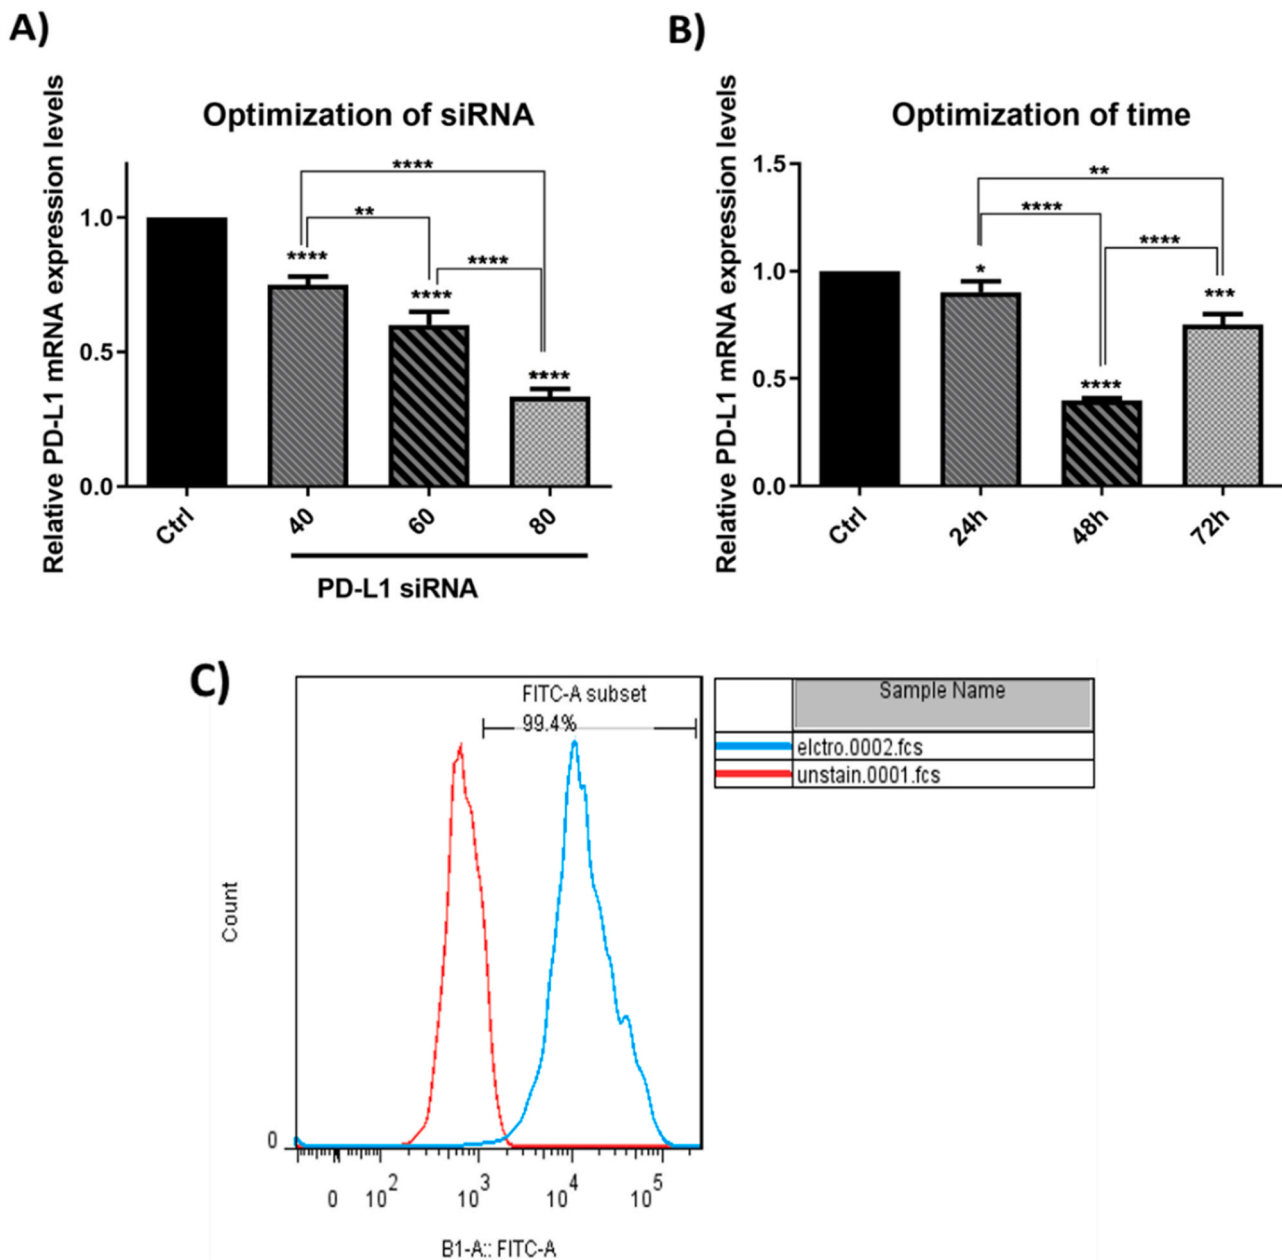 A)
Optimization of siRNA
Relative PD-L1 mRNA expression levels
1.0
0.5
0.0
****
**
****
****
****
****
Ctrl
40
60
80
PD-L1 siRNA
B)
Optimization of time
Relative PD-L1 mRNA expression levels
1.5
1.0
0.5
0.0
**
****
****
*
***
****
Ctrl
24h
48h
72h
C)
FITC-A subset
99.4%
Count
0
0
10^2
10^3
10^4
10^5
B1-A:: FITC-A
Sample Name
elctro.0002.fcs
unstain.0001.fcs